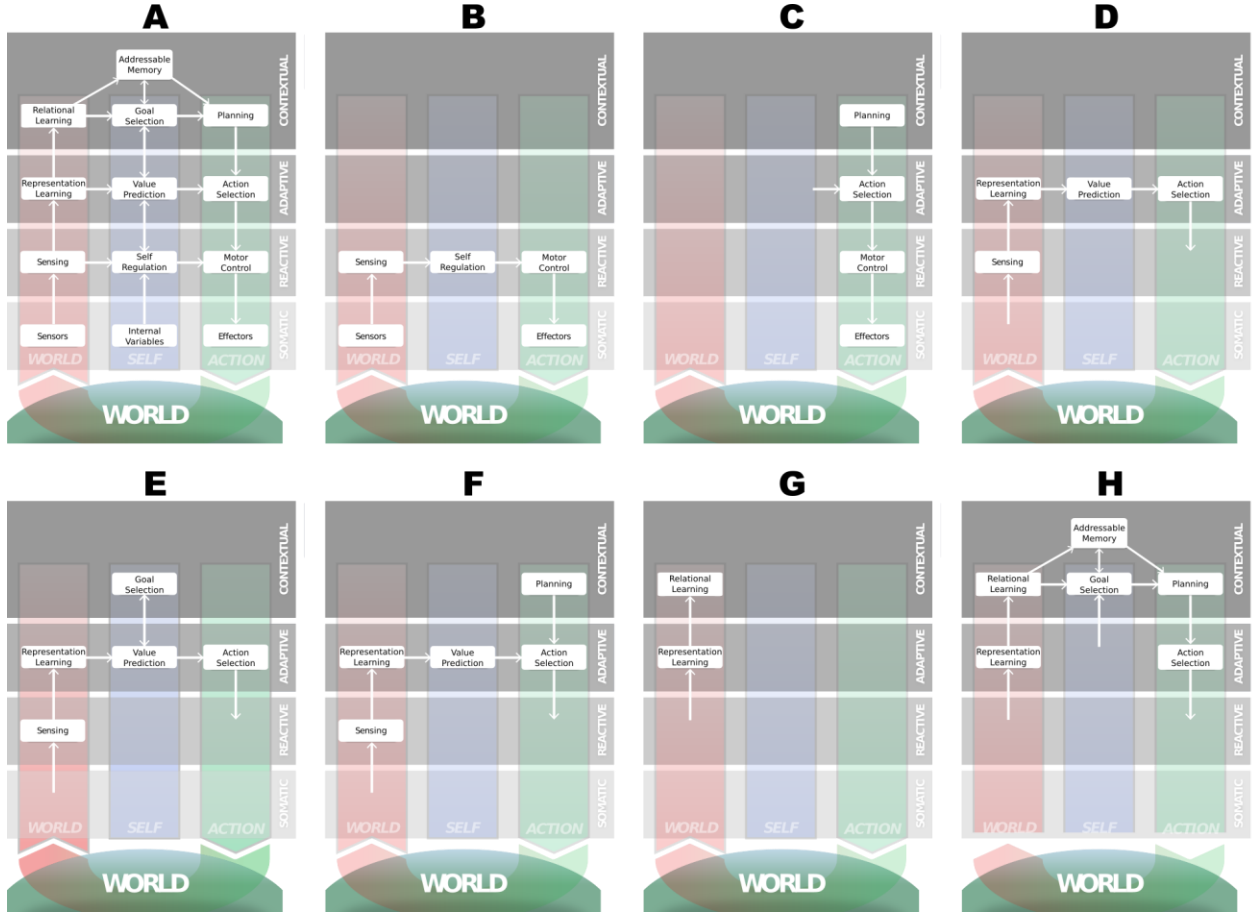 A
B
C
D
Addressable
Memory
Relational
Learning
Goal
Selection
Planning
Representation
Learning
Value
Prediction
Action
Selection
Sensing
Self
Regulation
Motor
Control
Sensors
Internal
Variables
Effectors
CONTEXTUAL
ADAPTIVE
REACTIVE
SOMATIC
WORLD
SELF
ACTION
WORLD
Sensing
Self
Regulation
Motor
Control
Sensors
Effectors
CONTEXTUAL
ADAPTIVE
REACTIVE
SOMATIC
WORLD
SELF
ACTION
WORLD
Planning
Action
Selection
Motor
Control
Effectors
CONTEXTUAL
ADAPTIVE
REACTIVE
SOMATIC
WORLD
SELF
ACTION
WORLD
Representation
Learning
Value
Prediction
Action
Selection
Sensing
CONTEXTUAL
ADAPTIVE
REACTIVE
SOMATIC
WORLD
SELF
ACTION
WORLD
E
F
G
H
Goal
Selection
Representation
Learning
Value
Prediction
Action
Selection
Sensing
CONTEXTUAL
ADAPTIVE
REACTIVE
SOMATIC
WORLD
SELF
ACTION
WORLD
Planning
Representation
Learning
Value
Prediction
Action
Selection
Sensing
CONTEXTUAL
ADAPTIVE
REACTIVE
SOMATIC
WORLD
SELF
ACTION
WORLD
Relational
Learning
Representation
Learning
CONTEXTUAL
ADAPTIVE
REACTIVE
SOMATIC
WORLD
SELF
ACTION
WORLD
Addressable
Memory
Relational
Learning
Goal
Selection
Planning
Representation
Learning
Action
Selection
CONTEXTUAL
ADAPTIVE
REACTIVE
SOMATIC
WORLD
SELF
ACTION
WORLD